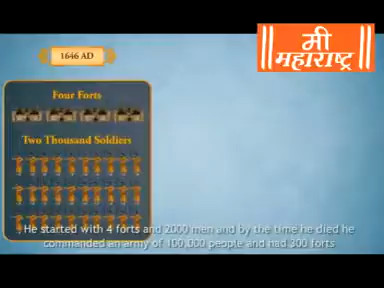 1646 AD
॥ मी ॥
महाराष्ट्र
Four Forts
Two Thousand Soldiers
He started with 4 forts and 2000 men and by the time he died he
commanded an army of 100,000 people and had 300 forts